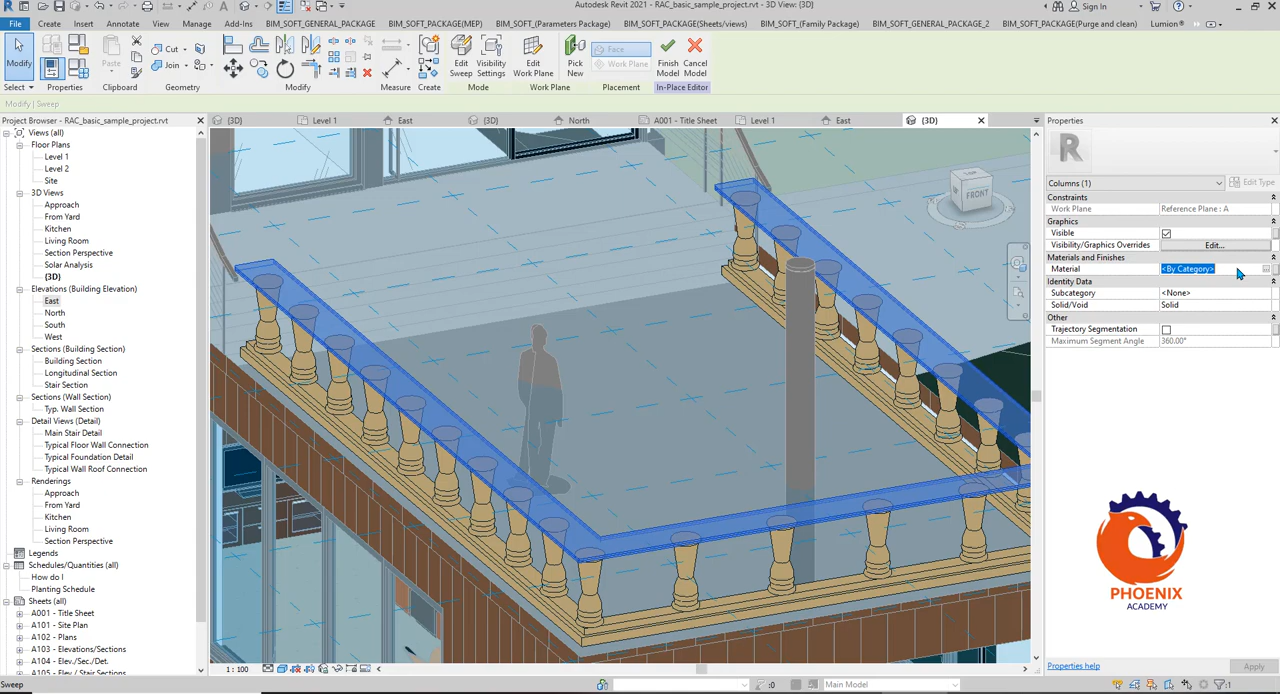 Autodesk Revit 2021 - RAC_basic_sample_project.rvt - 3D View: {3D}
Sign In
File Create Annotate Insert View Manage Add-Ins BIM_SOFT_GENERAL_PACKAGE BIM_SOFT_PACKAGE(MEP) BIM_SOFT_(Parameters Package) BIM_SOFT_PACKAGE(Sheets/views) BIM_SOFT_(Family Package) BIM_SOFT_GENERAL_PACKAGE_2 BIM_SOFT_PACKAGE(Purge and clean) Lumion®
Modify Paste Cut Join Edit Sweep Visibility Settings Edit Work Plane Pick New Face Work Plane Finish Model Cancel Model
Select Properties Clipboard Geometry Modify Measure Create Mode Work Plane Placement In-Place Editor
Modify | Sweep
Project Browser - RAC_basic_sample_project.rvt
{3D} Level 1 East {3D} North A001 - Title Sheet Level 1 East {3D}
Views (all)
Floor Plans
Level 1
Level 2
Site
3D Views
Approach
From Yard
Kitchen
Living Room
Section Perspective
Solar Analysis
{3D}
Elevations (Building Elevation)
East
North
South
West
Sections (Building Section)
Building Section
Longitudinal Section
Stair Section
Sections (Wall Section)
Typ. Wall Section
Detail Views (Detail)
Main Stair Detail
Typical Floor Wall Connection
Typical Foundation Detail
Typical Wall Roof Connection
Renderings
Approach
From Yard
Kitchen
Living Room
Section Perspective
Legends
Schedules/Quantities (all)
How do I
Planting Schedule
Sheets (all)
A001 - Title Sheet
A101 - Site Plan
A102 - Plans
A103 - Elevations/Sections
A104 - Elev./Sec./Det.
A105 - Elev./ Stair Sections
TOP
FRONT
Properties
R
Columns (1) Edit Type
Constraints
Work Plane Reference Plane : A
Graphics
Visible
Visibility/Graphics Overrides Edit...
Materials and Finishes
Material <By Category>
Identity Data
Subcategory <None>
Solid/Void Solid
Other
Trajectory Segmentation
Maximum Segment Angle 360.00°
PHOENIX
ACADEMY
Properties help Apply
1 : 100
Sweep :0 Main Model :1